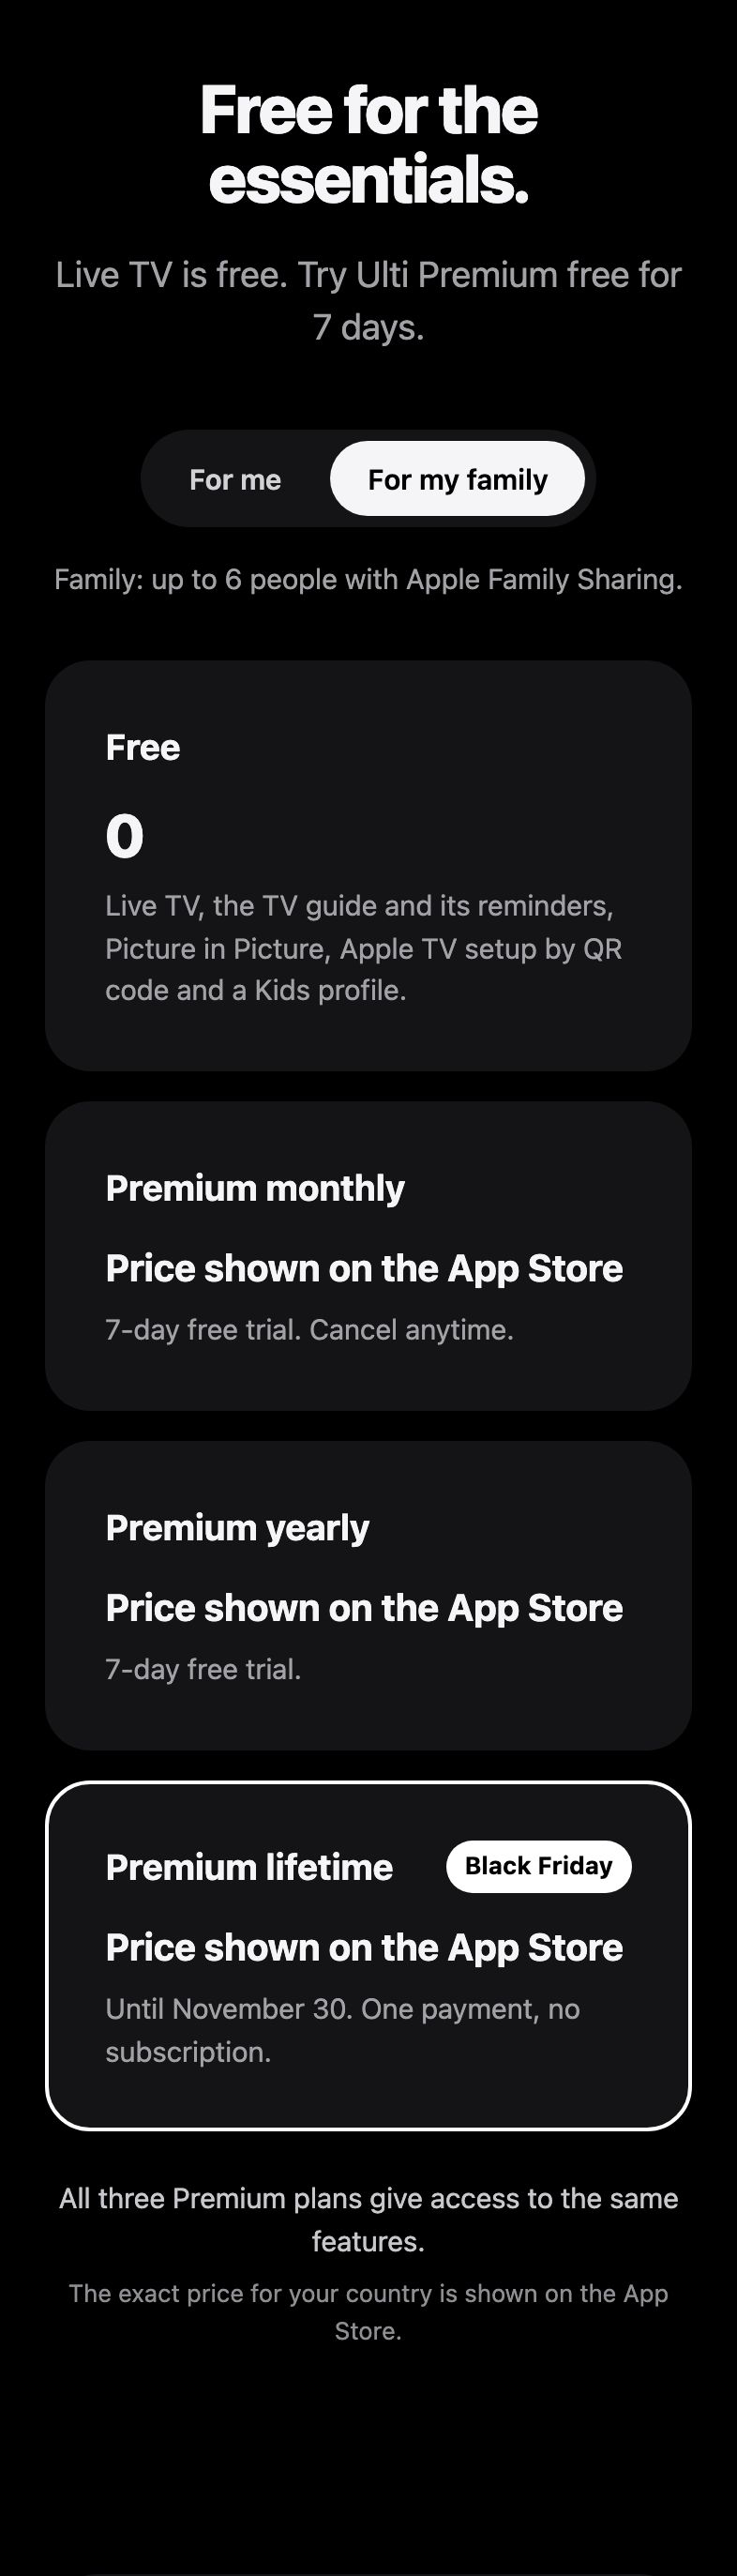 Free for the
essentials.
Live TV is free. Try Ulti Premium free for
7 days.
For me
For my family
Family: up to 6 people with Apple Family Sharing.
Free
0
Live TV, the TV guide and its reminders,
Picture in Picture, Apple TV setup by QR
code and a Kids profile.
Premium monthly
Price shown on the App Store
7-day free trial. Cancel anytime.
Premium yearly
Price shown on the App Store
7-day free trial.
Premium lifetime
Black Friday
Price shown on the App Store
Until November 30. One payment, no
subscription.
All three Premium plans give access to the same
features.
The exact price for your country is shown on the App
Store.